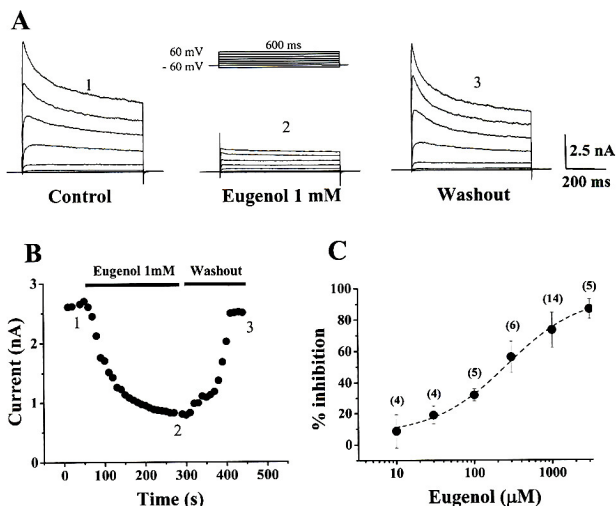 A
600 ms
60 mV
- 60 mV
1
2
3
2.5 nA
200 ms
Control
Eugenol 1 mM
Washout
B
Eugenol 1mM
Washout
3
2
1
0
Current (nA)
1
2
3
0
100
200
300
400
500
Time (s)
C
100
80
60
40
20
0
% inhibition
(4)
(4)
(5)
(6)
(14)
(5)
10
100
1000
Eugenol (µM)